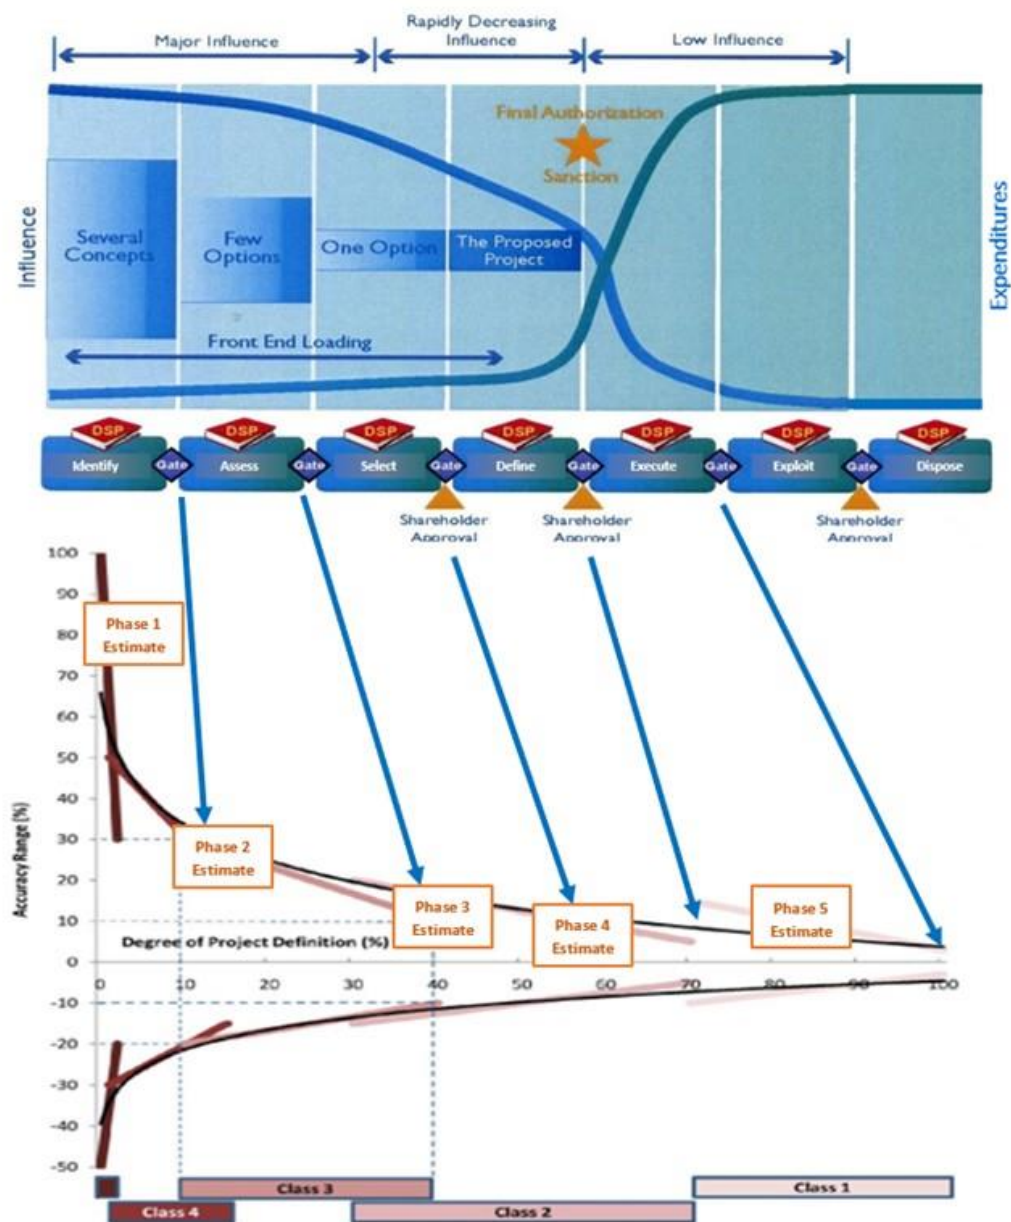 Major Influence
Rapidly Decreasing
Influence
Low Influence
Final Authorization
Sanction
Influence
Expenditures
Several
Concepts
Few
Options
One Option
The Proposed
Project
Front End Loading
DSP
DSP
DSP
DSP
DSP
DSP
DSP
Identify
Gate
Assess
Gate
Select
Gate
Define
Gate
Execute
Gate
Exploit
Gate
Dispose
Shareholder
Approval
Shareholder
Approval
Shareholder
Approval
100
90
80
70
60
50
40
30
20
10
0
-10
-20
-30
-40
-50
Accuracy Range (%)
Phase 1
Estimate
Phase 2
Estimate
Phase 3
Estimate
Phase 4
Estimate
Phase 5
Estimate
Degree of Project Definition (%)
0 10 20 30 40 50 60 70 80 90 100
Class 3
Class 1
Class 4
Class 2